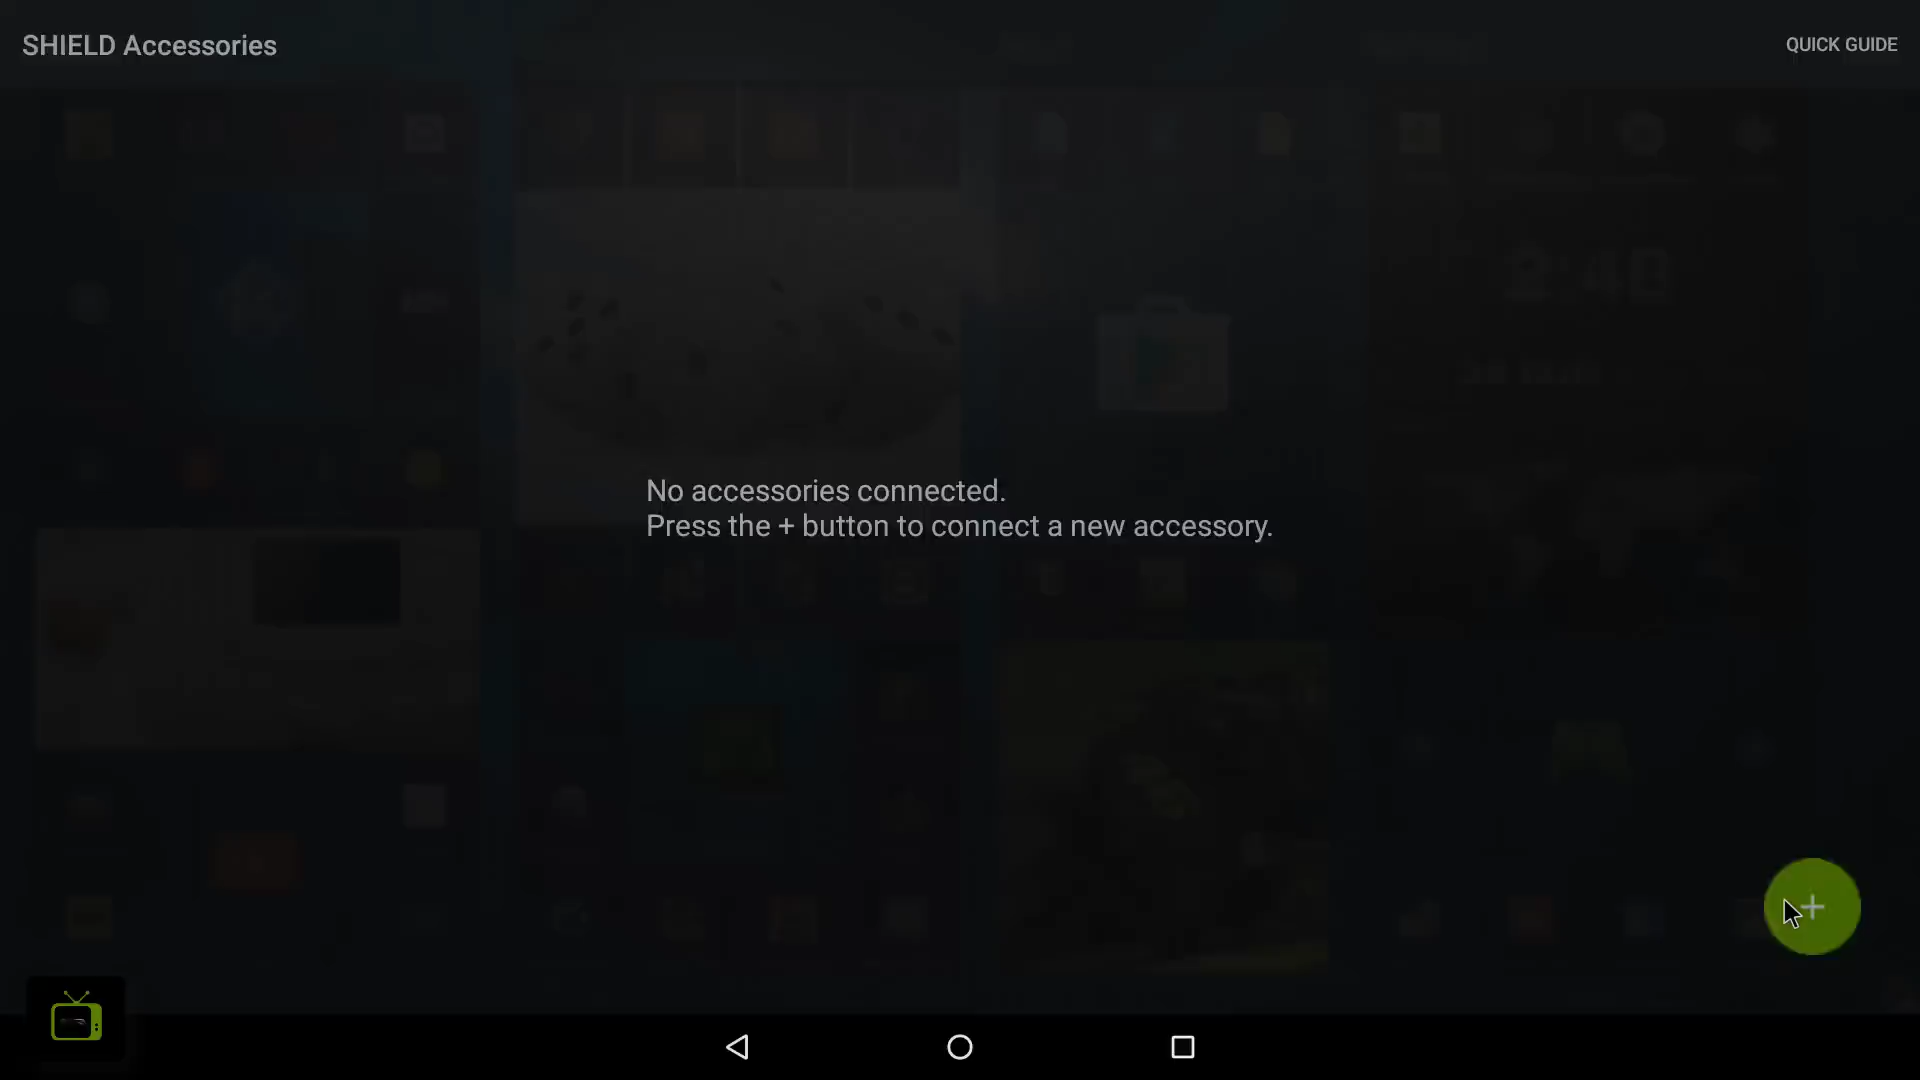 SHIELD Accessories
QUICK GUIDE
No accessories connected.
Press the + button to connect a new accessory.